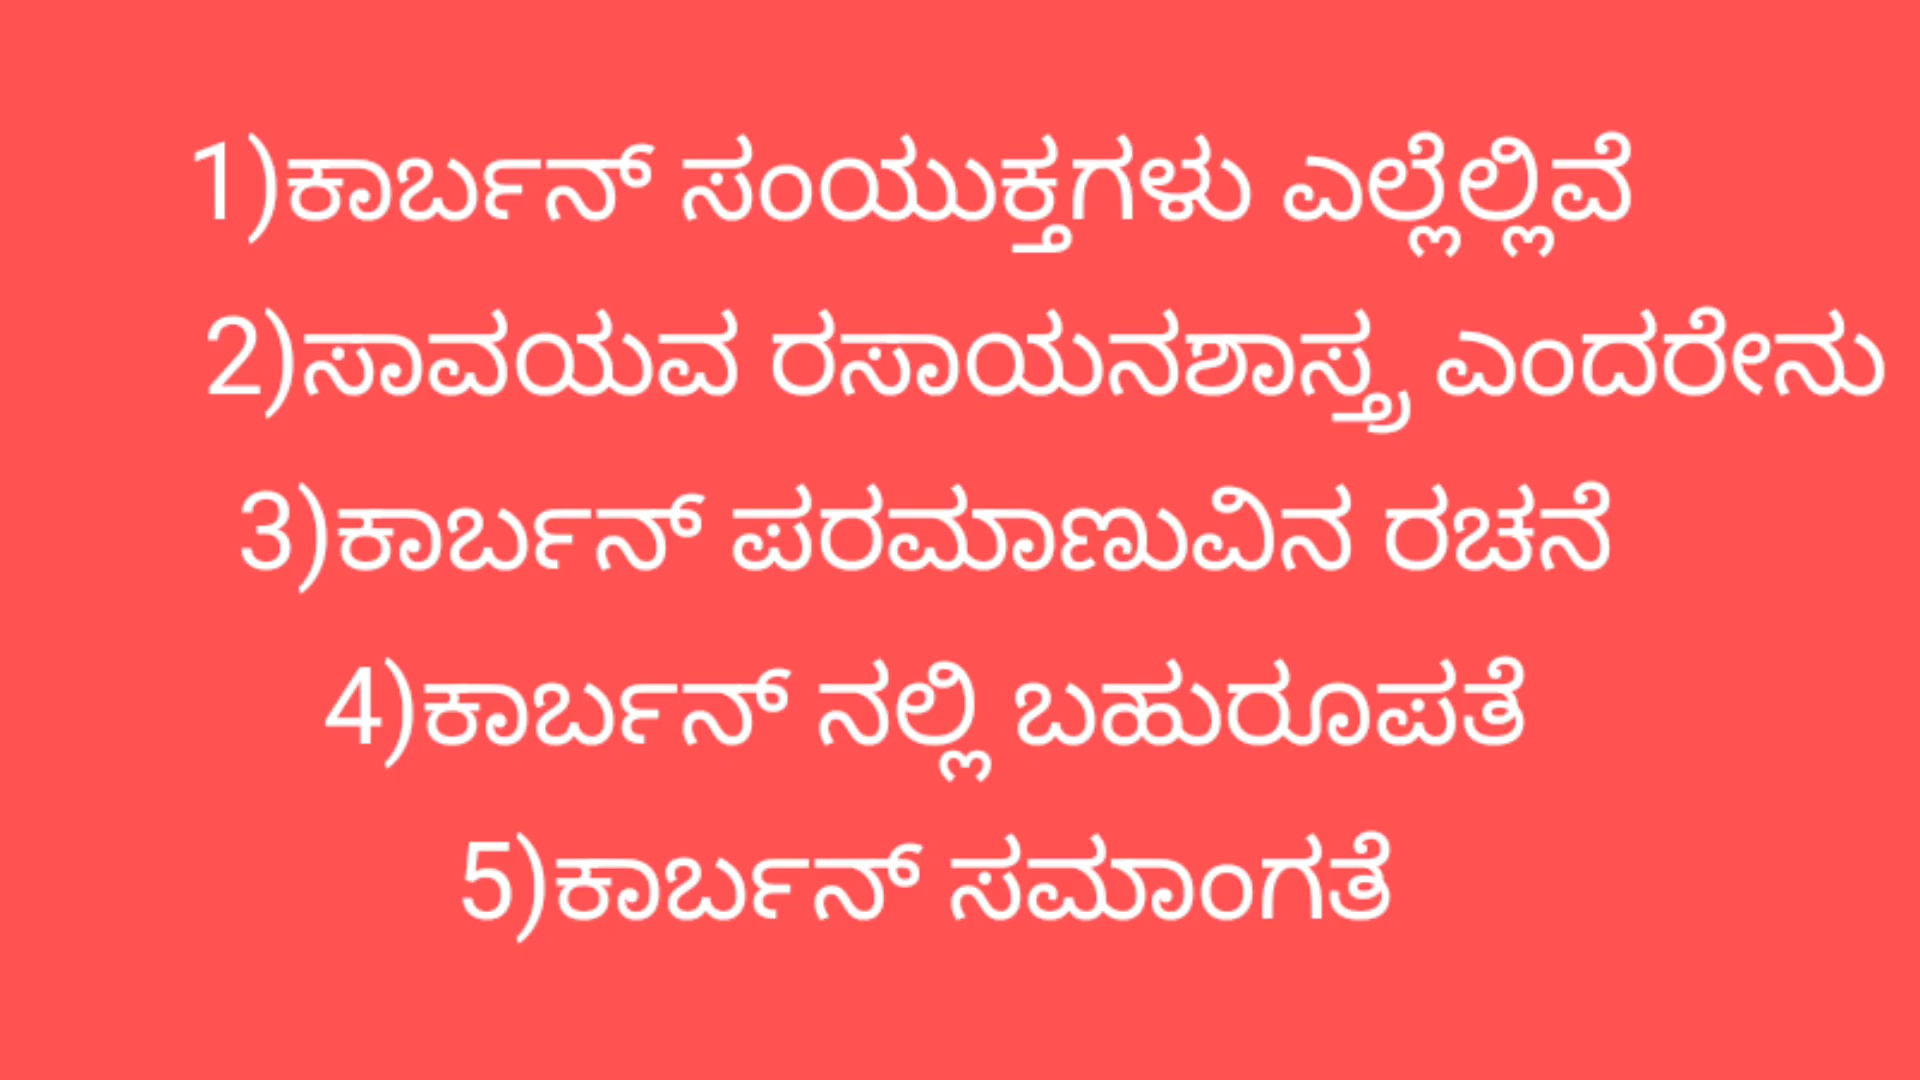 1)ಕಾರ್ಬನ್ ಸಂಯುಕ್ತಗಳು ಎಲ್ಲೆಲ್ಲಿವೆ
2)ಸಾವಯವ ರಸಾಯನಶಾಸ್ತ್ರ ಎಂದರೇನು
3)ಕಾರ್ಬನ್ ಪರಮಾಣುವಿನ ರಚನೆ
4)ಕಾರ್ಬನ್ ನಲ್ಲಿ ಬಹುರೂಪತೆ
5)ಕಾರ್ಬನ್ ಸಮಾಂಗತೆ